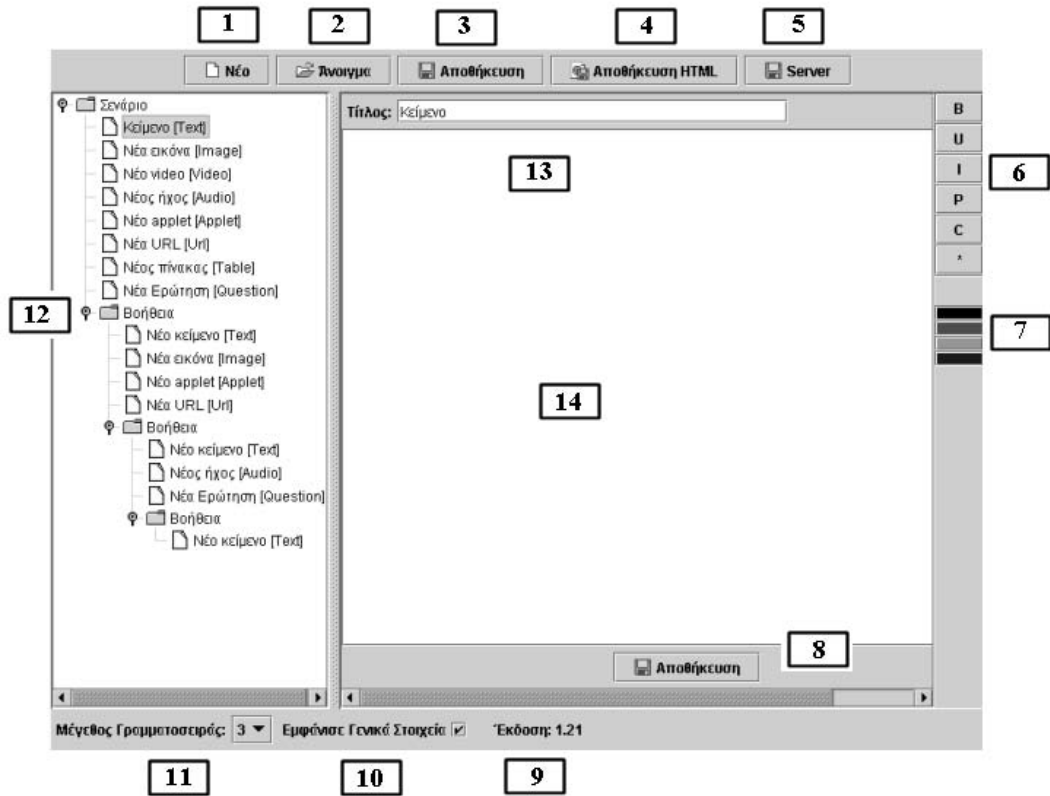 1 2 3 4 5
Νέο Άνοιγμα Αποθήκευση Αποθήκευση HTML Server
Σενάριο
Κείμενο [Text]
Νέα εικόνα [Image]
Νέο video [Video]
Νέος ήχος [Audio]
Νέο applet [Applet]
Νέα URL [Url]
Νέος πίνακας [Table]
Νέα Ερώτηση [Question]
12
Βοήθεια
Νέο κείμενο [Text]
Νέα εικόνα [Image]
Νέο applet [Applet]
Νέα URL [Url]
Βοήθεια
Νέο κείμενο [Text]
Νέος ήχος [Audio]
Νέα Ερώτηση [Question]
Βοήθεια
Νέο κείμενο [Text]
Τίτλος: Κείμενο
13
14
Αποθήκευση
8
B
U
I
P
C
*
6
7
Μέγεθος Γραμματοσειράς: 3 Εμφάνισε Γενικά Στοιχεία Έκδοση: 1.21
11 10 9